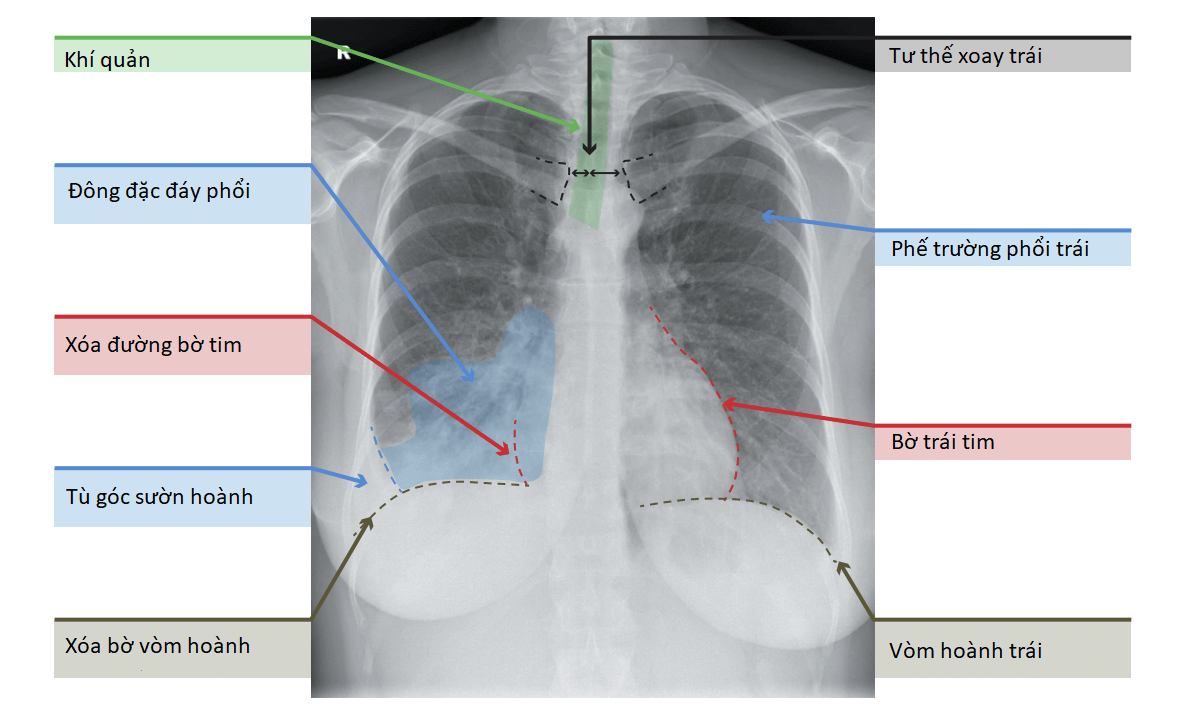 R
Khí quản
Đông đặc đáy phổi
Xóa đường bờ tim
Tù góc sườn hoành
Xóa bờ vòm hoành
Tư thế xoay trái
Phế trường phổi trái
Bờ trái tim
Vòm hoành trái